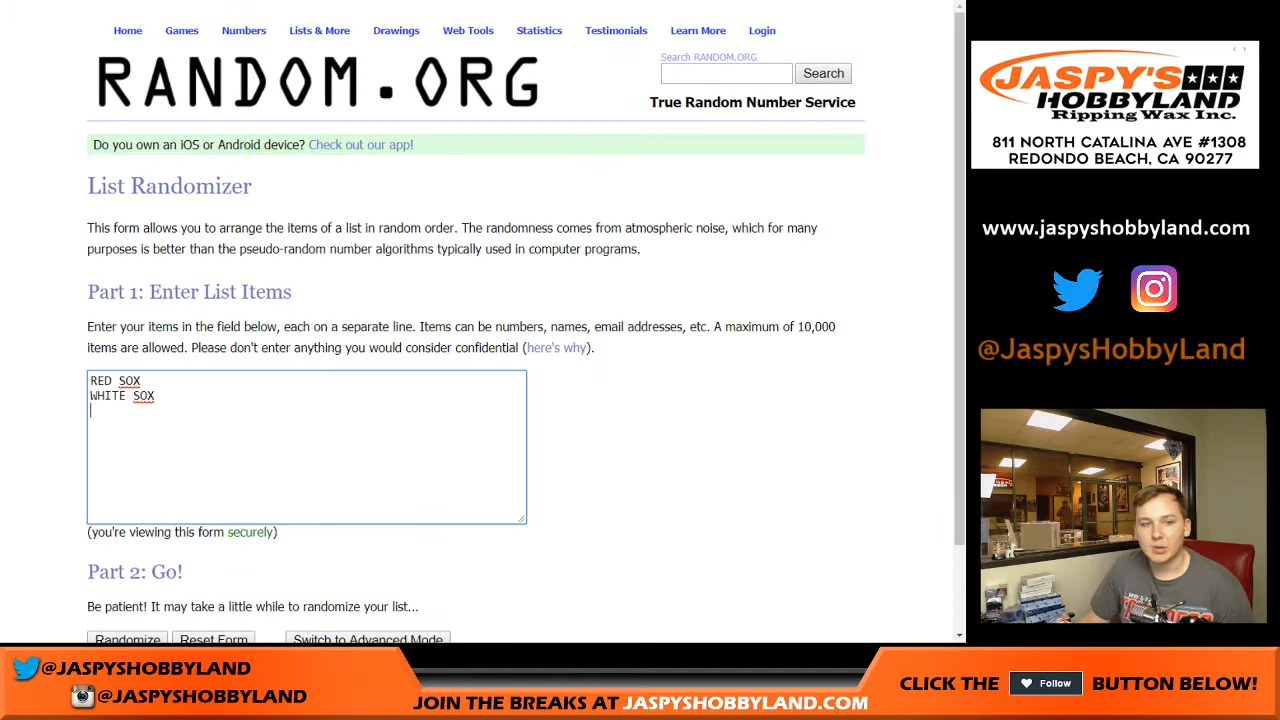 Home Games Numbers Lists & More Drawings Web Tools Statistics Testimonials Learn More Login
RANDOM.ORG
Search RANDOM.ORG
Search
True Random Number Service
Do you own an iOS or Android device? Check out our app!
List Randomizer
This form allows you to arrange the items of a list in random order. The randomness comes from atmospheric noise, which for many
purposes is better than the pseudo-random number algorithms typically used in computer programs.
Part 1: Enter List Items
Enter your items in the field below, each on a separate line. Items can be numbers, names, email addresses, etc. A maximum of 10,000
items are allowed. Please don't enter anything you would consider confidential (here's why).
RED SOX
WHITE SOX
(you're viewing this form securely)
Part 2: Go!
Be patient! It may take a little while to randomize your list...
Randomize Reset Form Switch to Advanced Mode
JASPY'S
HOBBYLAND
Ripping Wax Inc.
811 NORTH CATALINA AVE #1308
REDONDO BEACH, CA 90277
www.jaspyshobbyland.com
@JaspysHobbyLand
@JASPYSHOBBYLAND
@JASPYSHOBBYLAND
JOIN THE BREAKS AT JASPYSHOBBYLAND.COM
CLICK THE Follow BUTTON BELOW!